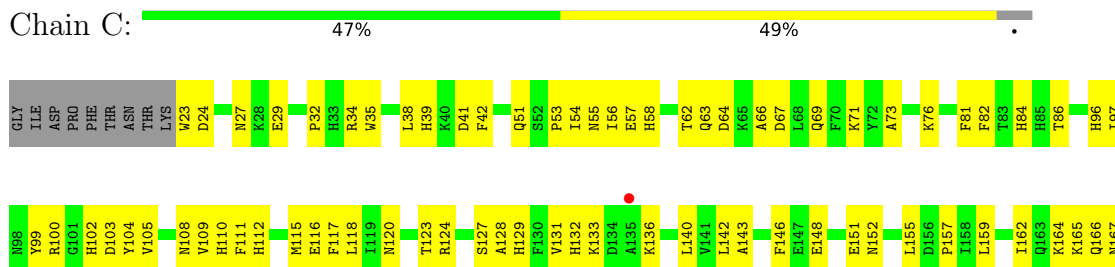 Chain C:
47% 49% •
GLY ILE ASP PRO PHE THR ASN THR LYS W23 D24 N27 K28 E29 P32 H33 R34 W35 L38 H39 K40 D41 F42 Q51 S52 P53 I54 N55 I56 E57 H58 T62 Q63 D64 K65 A66 D67 L68 Q69 F70 K71 Y72 A73 K76 F81 F82 T83 H84 H85 T86 H96 I97
N98 Y99 R100 G101 H102 D103 Y104 V105 N108 V109 H110 F111 H112 M115 E116 F117 L118 I119 N120 T123 R124 S127 A128 H129 F130 V131 H132 K133 D134 A135 K136 L140 V141 L142 A143 F146 E147 E148 E151 N152 L155 D156 P157 I158 L159 I162 Q163 K164 K165 Q166